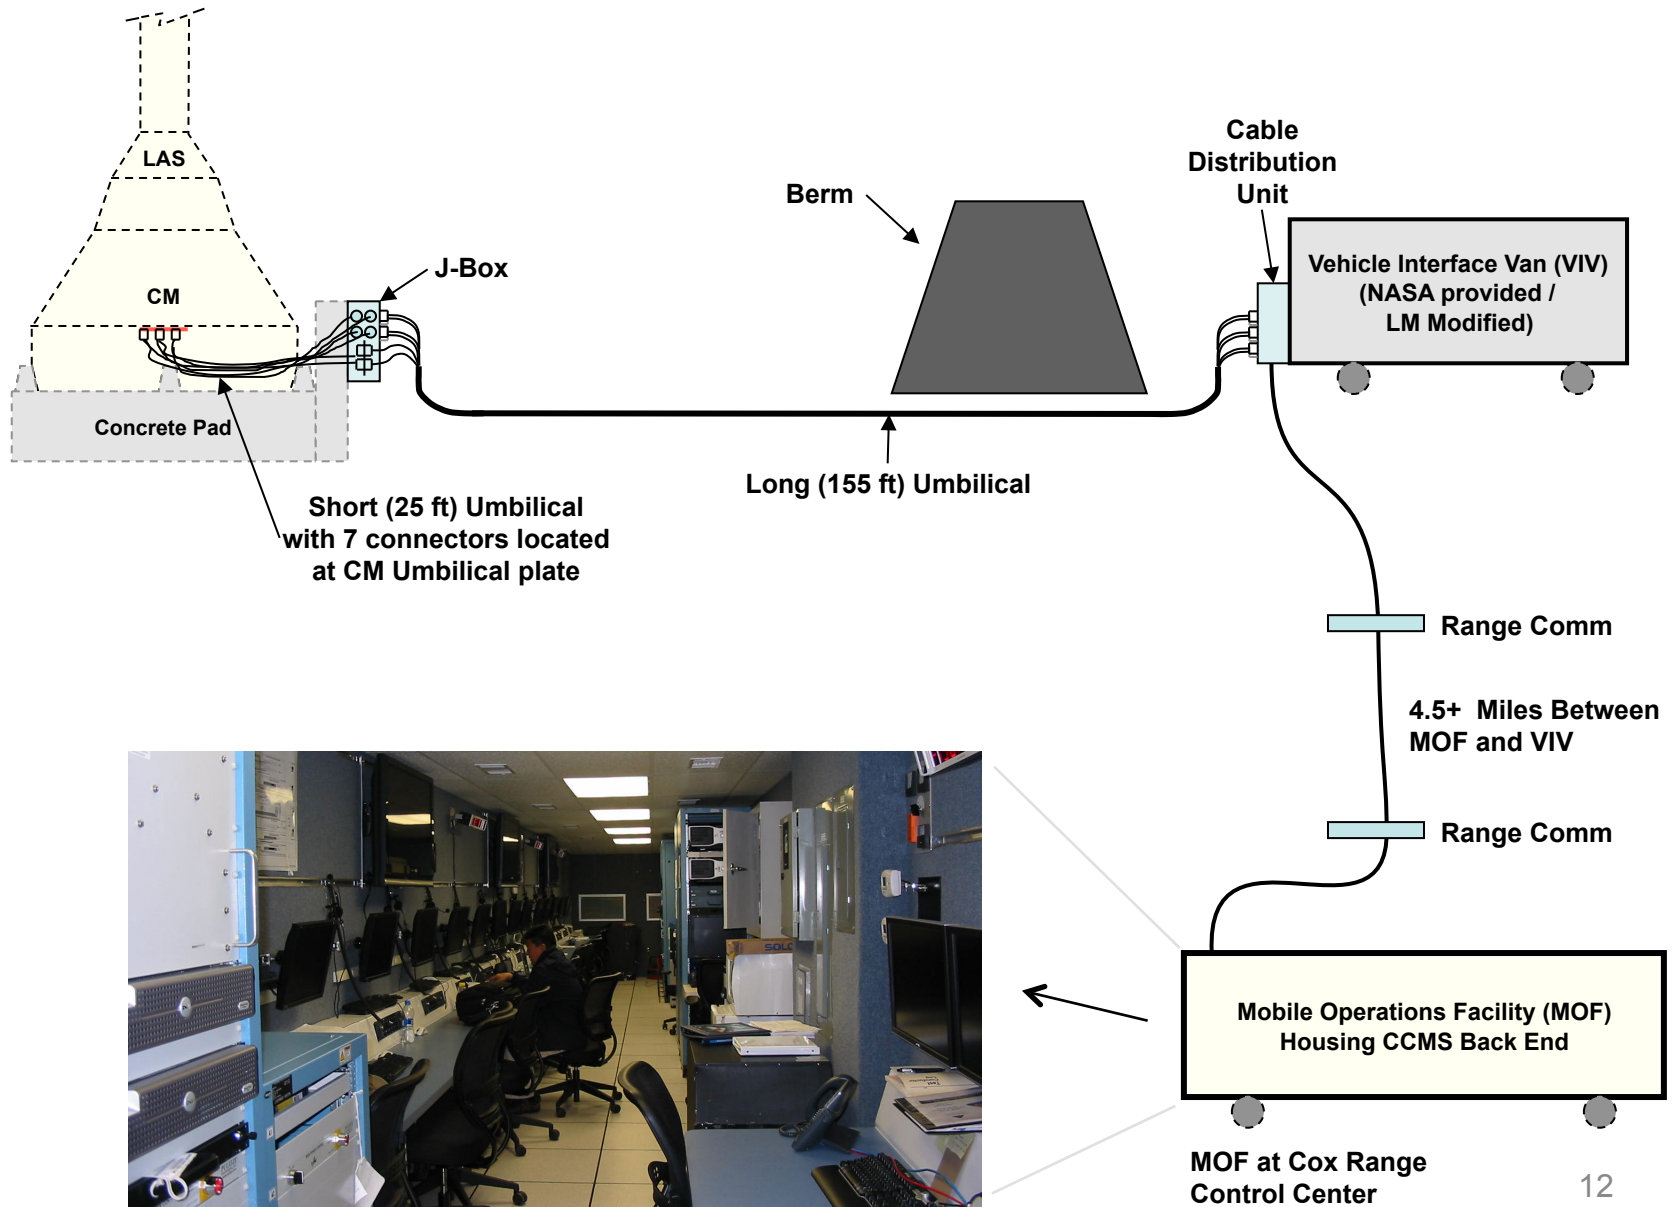 LAS
CM
J-Box
Concrete Pad
Short (25 ft) Umbilical
with 7 connectors located
at CM Umbilical plate
Berm
Long (155 ft) Umbilical
Cable
Distribution
Unit
Vehicle Interface Van (VIV)
(NASA provided /
LM Modified)
Range Comm
4.5+ Miles Between
MOF and VIV
Range Comm
SOLO
Mobile Operations Facility (MOF)
Housing CCMS Back End
MOF at Cox Range
Control Center
12